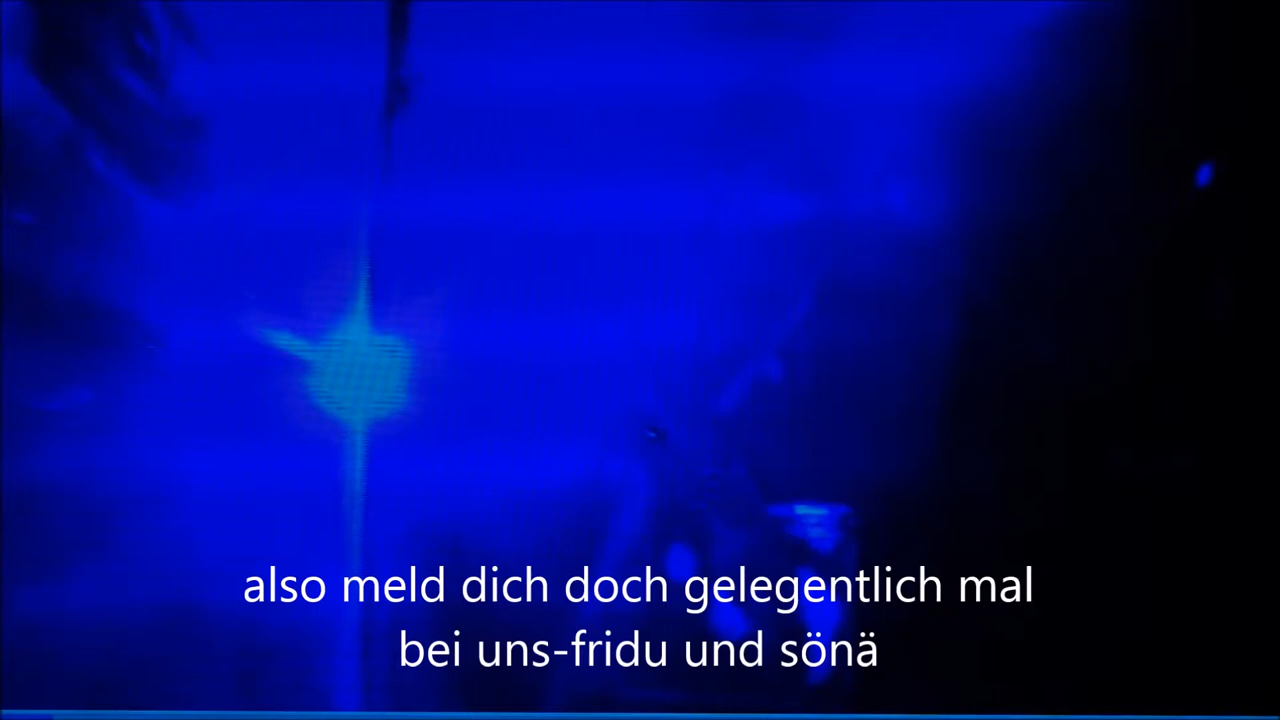 also meld dich doch gelegentlich mal
bei uns-fridu und sönä